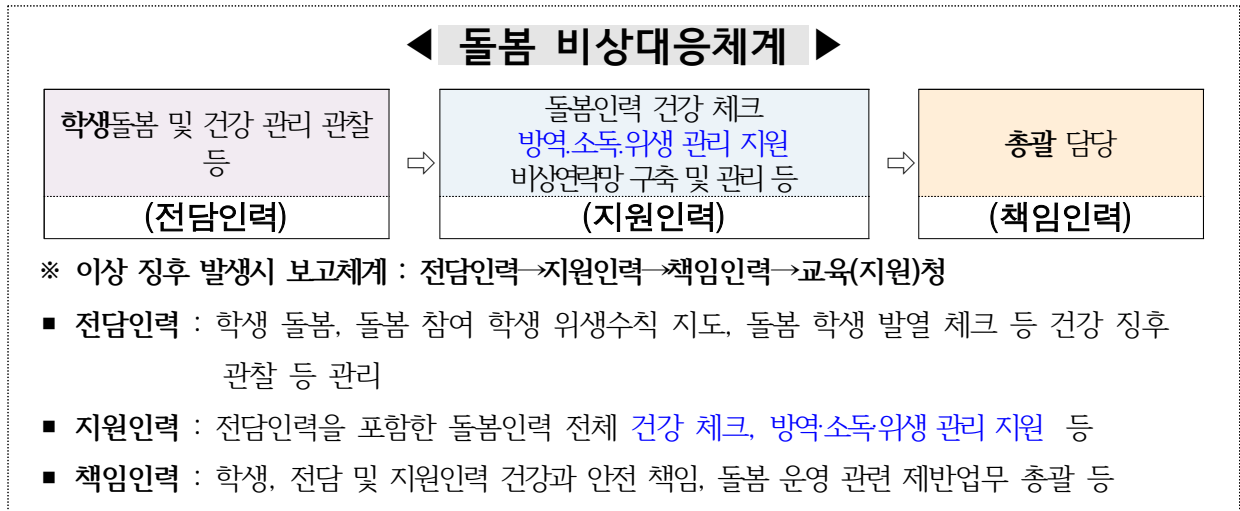 ◀ 돌봄 비상대응체계 ▶
학생돌봄 및 건강 관리 관찰
등
(전담인력)
⇨
돌봄인력 건강 체크
방역.소독.위생 관리 지원
비상연락망 구축 및 관리 등
(지원인력)
⇨
총괄 담당
(책임인력)
※ 이상 징후 발생시 보고체계 : 전담인력→지원인력→책임인력→교육(지원)청
■ 전담인력 : 학생 돌봄, 돌봄 참여 학생 위생수칙 지도, 돌봄 학생 발열 체크 등 건강 징후
관찰 등 관리
■ 지원인력 : 전담인력을 포함한 돌봄인력 전체 건강 체크, 방역·소독·위생 관리 지원 등
■ 책임인력 : 학생, 전담 및 지원인력 건강과 안전 책임, 돌봄 운영 관련 제반업무 총괄 등